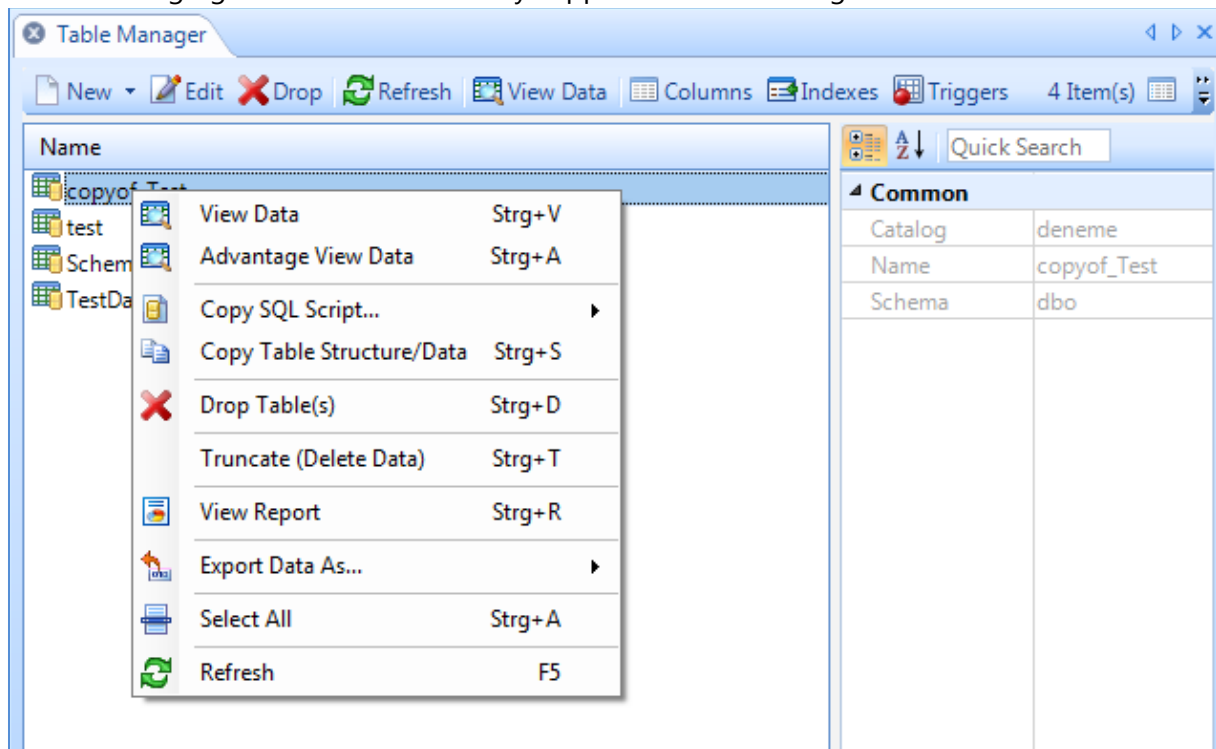 Table Manager
New Edit Drop Refresh View Data Columns Indexes Triggers 4 Item(s)
Name
Quick Search
copyof_Test
test
Schem
TestDa
View Data Strg+V
Advantage View Data Strg+A
Copy SQL Script...
Copy Table Structure/Data Strg+S
Drop Table(s) Strg+D
Truncate (Delete Data) Strg+T
View Report Strg+R
Export Data As...
Select All Strg+A
Refresh F5
Common
Catalog deneme
Name copyof_Test
Schema dbo